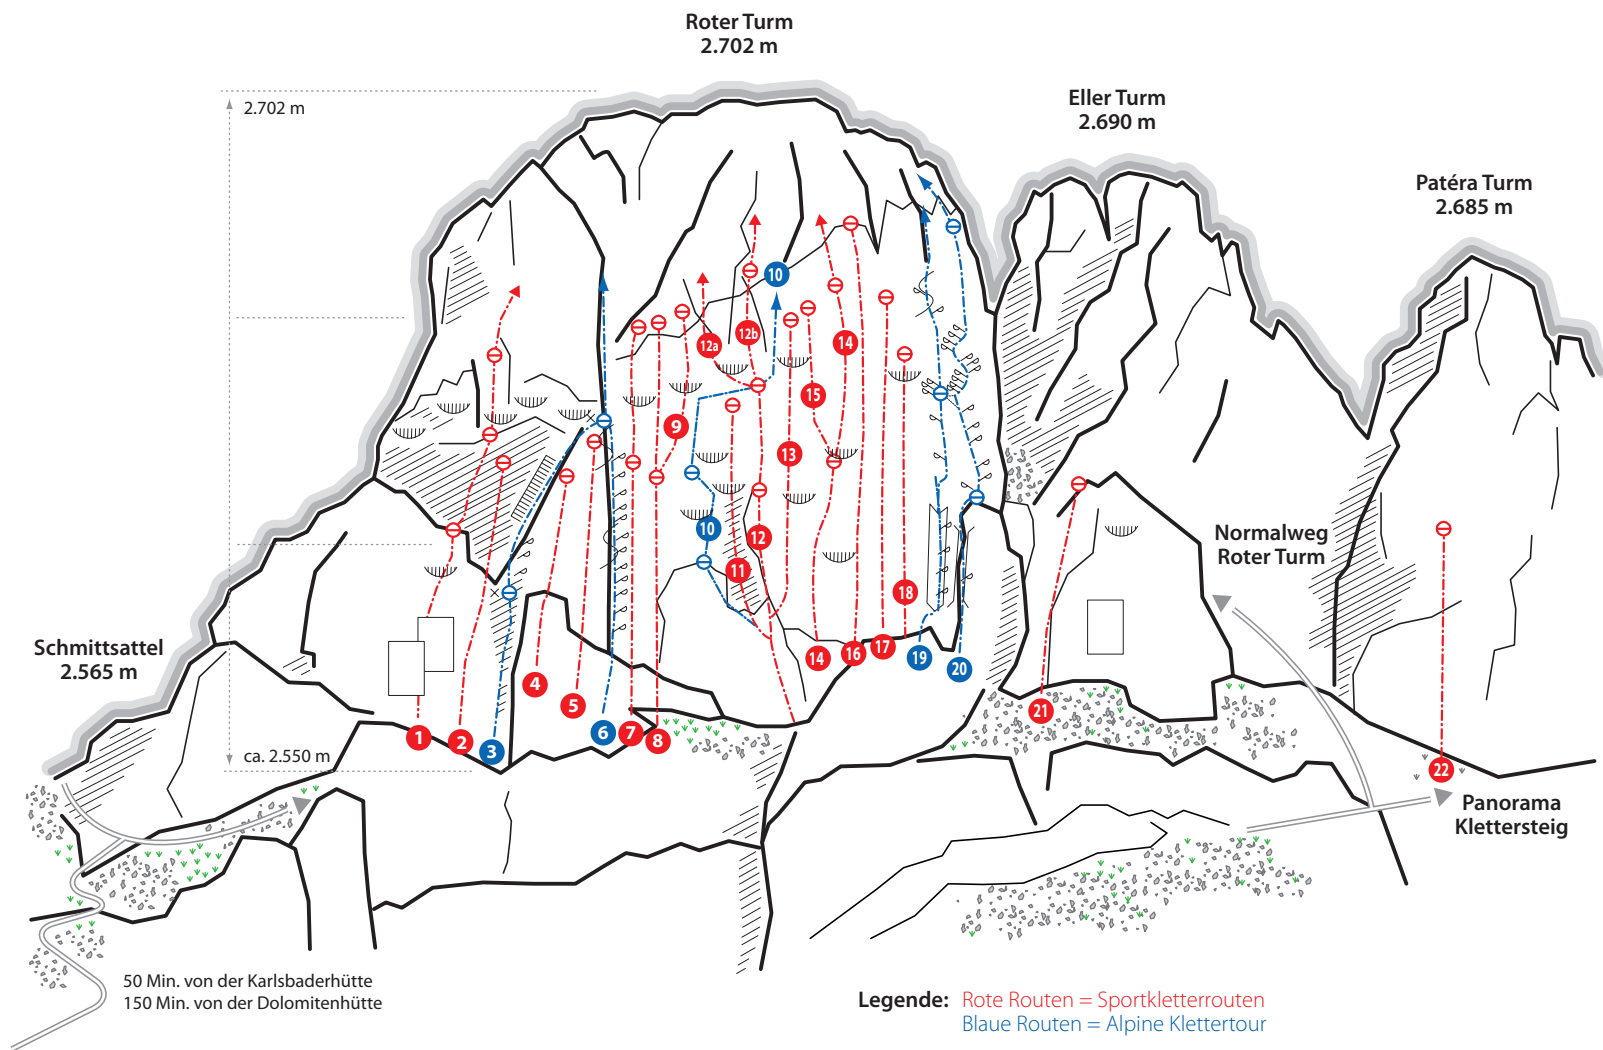 Roter Turm
2.702 m
Eller Turm
2.690 m
Patéra Turm
2.685 m
2.702 m
10
12a
12b
14
15
9
13
10
12
11
18
Normalweg
Roter Turm
Schmittsattel
2.565 m
4
5
14
16
17
19
20
21
1
2
3
6
7
8
ca. 2.550 m
22
Panorama
Klettersteig
50 Min. von der Karlsbaderhütte
150 Min. von der Dolomitenhütte
Legende: Rote Routen = Sportkletterrouten
Blaue Routen = Alpine Klettertour